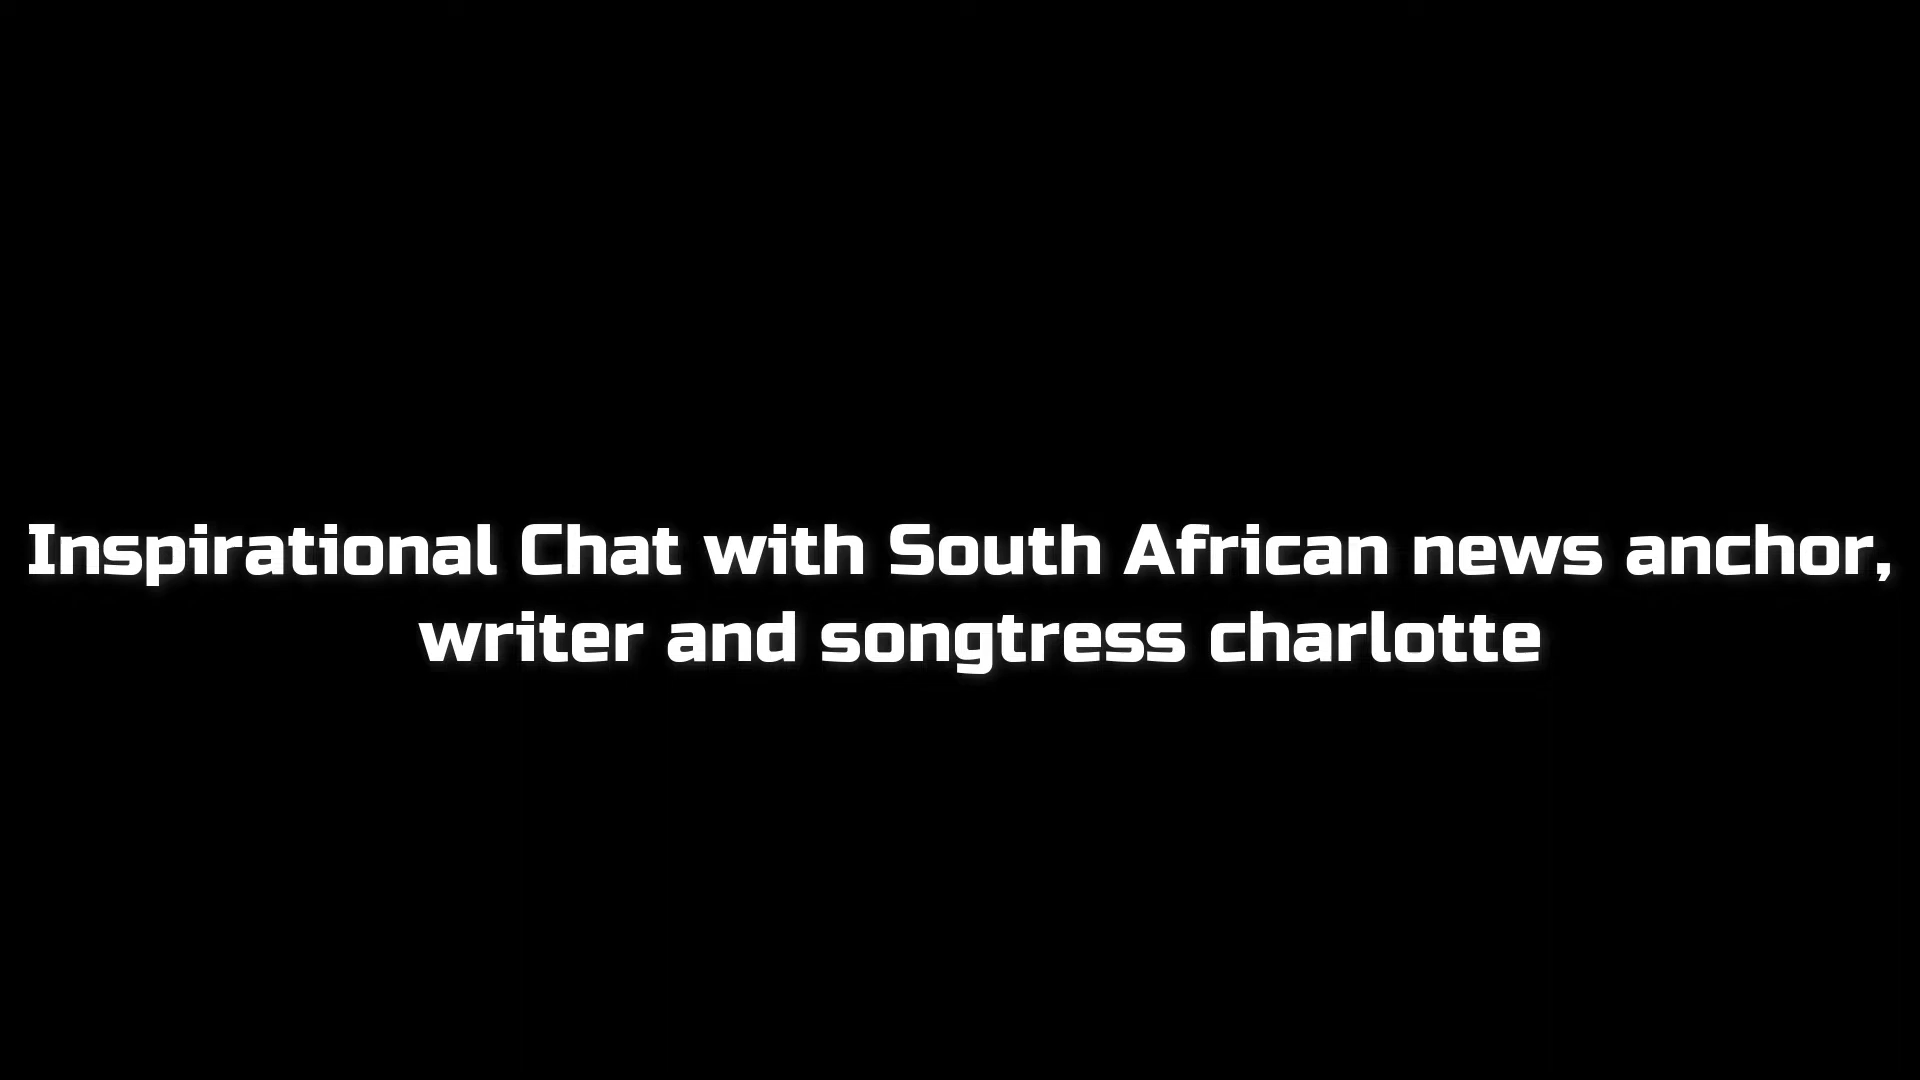 Inspirational Chat with South African news anchor,
writer and songtress charlotte